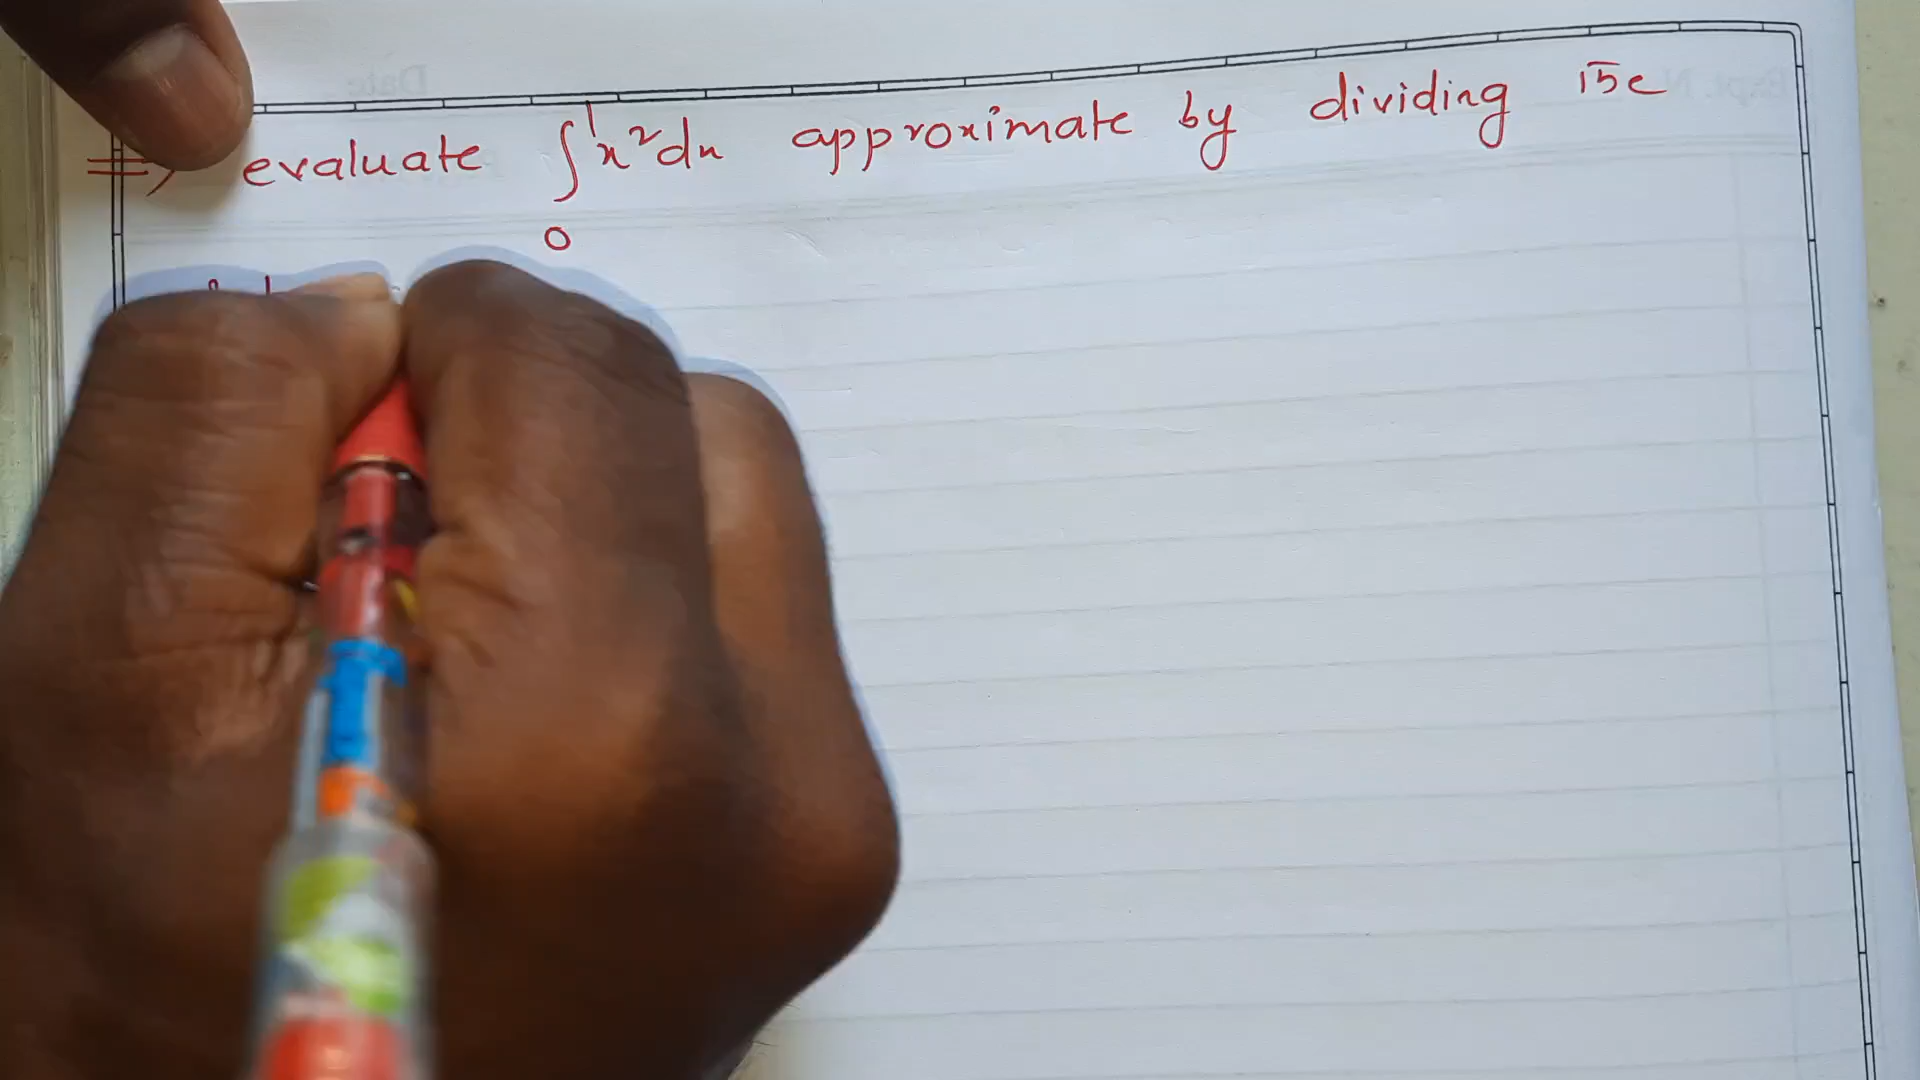 ⇒ evaluate ∫₀¹ x²dx approximate by dividing the